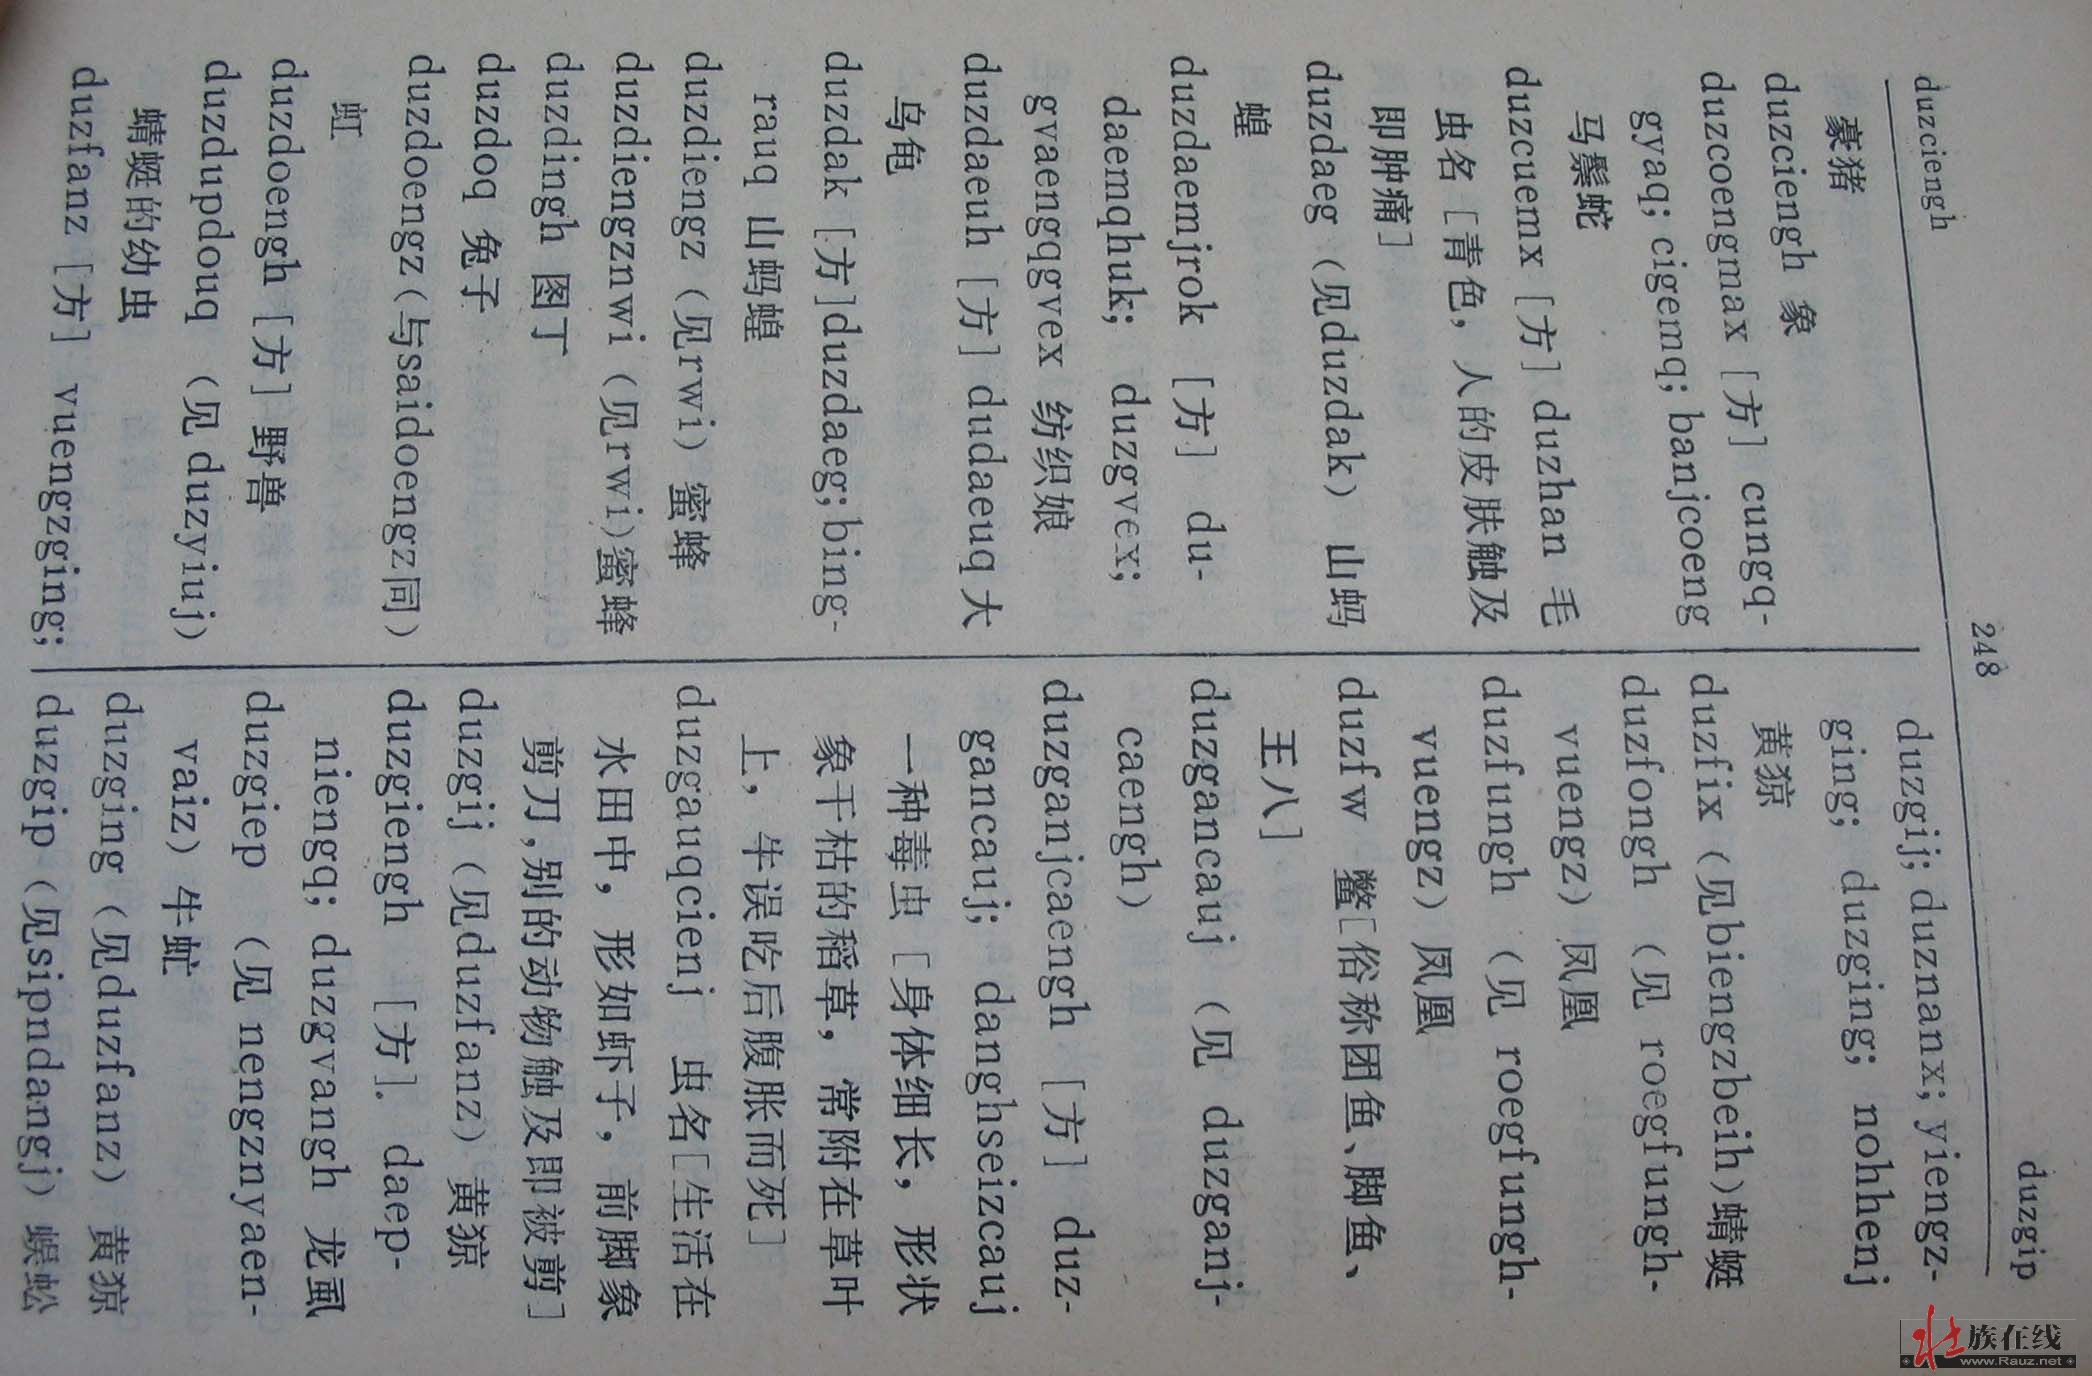 duzciengh
248
duzgip
豪猪
duzciengh 象
duzcoengmax [方] cungq-
gyaq; cigemq; banjcoeng
马鬃蛇
duzcuemx [方] duzhan 毛
虫名 [青色，人的皮肤触及
即肿痛]
duzdaeg (见duzdak) 山蚂
蝗
duzdaemjrok [方] du-
daemqhuk; duzgvex;
gvaengqgvex 纺织娘
duzdaeuh [方] dudaeuq 大
乌龟
duzdak [方] duzdaeg; bing-
rauq 山蚂蝗
duzdiengz (见rwi) 蜜蜂
duzdiengznwi (见rwi) 蜜蜂
duzdingh 图丁
duzdoq 兔子
duzdoengz (与saidoengz同)
虹
duzdoengh [方] 野兽
duzdupdouq (见duzyiuj)
蜻蜓的幼虫
duzfanz [方] vuengzging;
duzgij; duznanx; yiengz-
ging; duzging; nohhenj
黄猄
duzfix (见biengzbeih) 蜻蜓
duzfongh (见 roegfungh-
vuengz) 凤凰
duzfungh (见 roegfungh-
vuengz) 凤凰
duzfw 鳖[俗称团鱼、脚鱼、
王八]
duzgancauj (见 duzganj-
caengh)
duzganjcaengh [方] duz-
gancauj; danghseizcauj
一种毒虫 [身体细长，形状
象干枯的稻草，常附在草叶
上，牛误吃后腹胀而死]
duzgauqcienj 虫名[生活在
水田中，形如虾子，前脚象
剪刀,别的动物触及即被剪]
duzgij (见duzfanz) 黄猄
duzgiengh [方]. daep-
niengq; duzgvangh 龙虱
duzgiep (见 nengznyaen-
vaiz) 牛虻
duzging (见duzfanz) 黄猄
duzgip (见sipndangj) 蜈蚣
壮族在线
www.Rauz.net